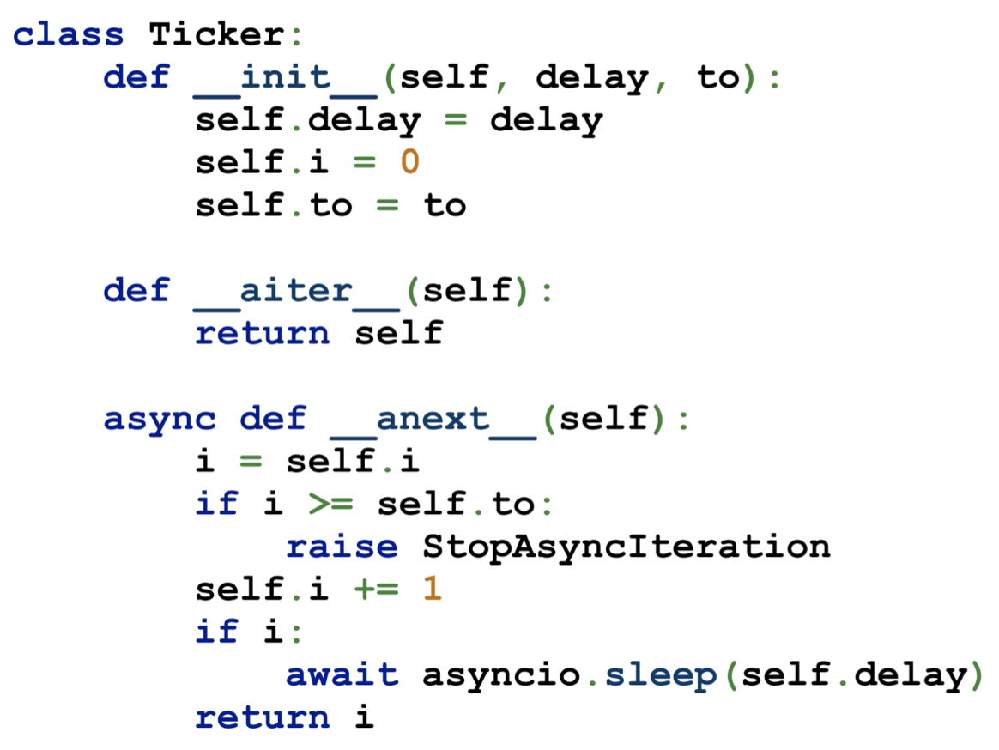 class Ticker:
    def __init__(self, delay, to):
        self.delay = delay
        self.i = 0
        self.to = to

    def __aiter__(self):
        return self

    async def __anext__(self):
        i = self.i
        if i >= self.to:
            raise StopAsyncIteration
        self.i += 1
        if i:
            await asyncio.sleep(self.delay)
        return i